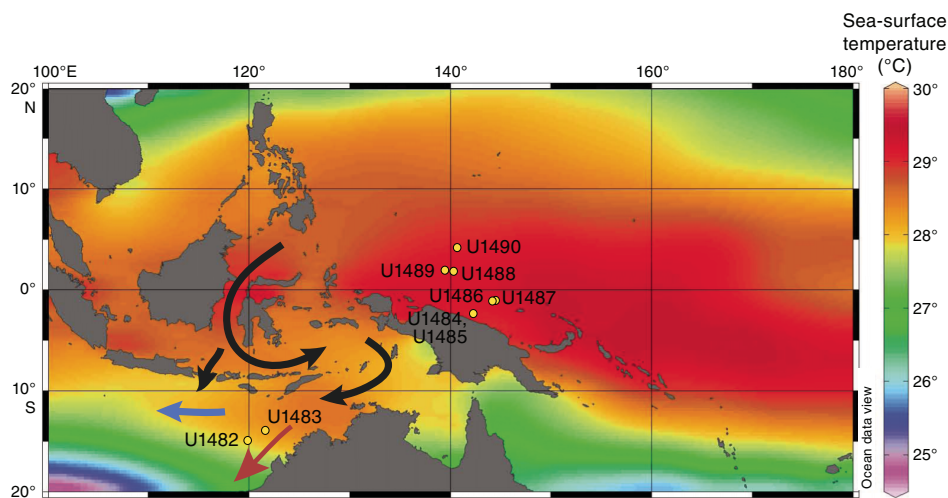 Sea-surface
temperature
(°C)
100°E
120°
140°
160°
180°
20°
N
10°
0°
10°
S
20°
U1490
U1489
U1488
U1486
U1487
U1484,
U1485
U1483
U1482
30°
29°
28°
27°
26°
25°
Ocean data view